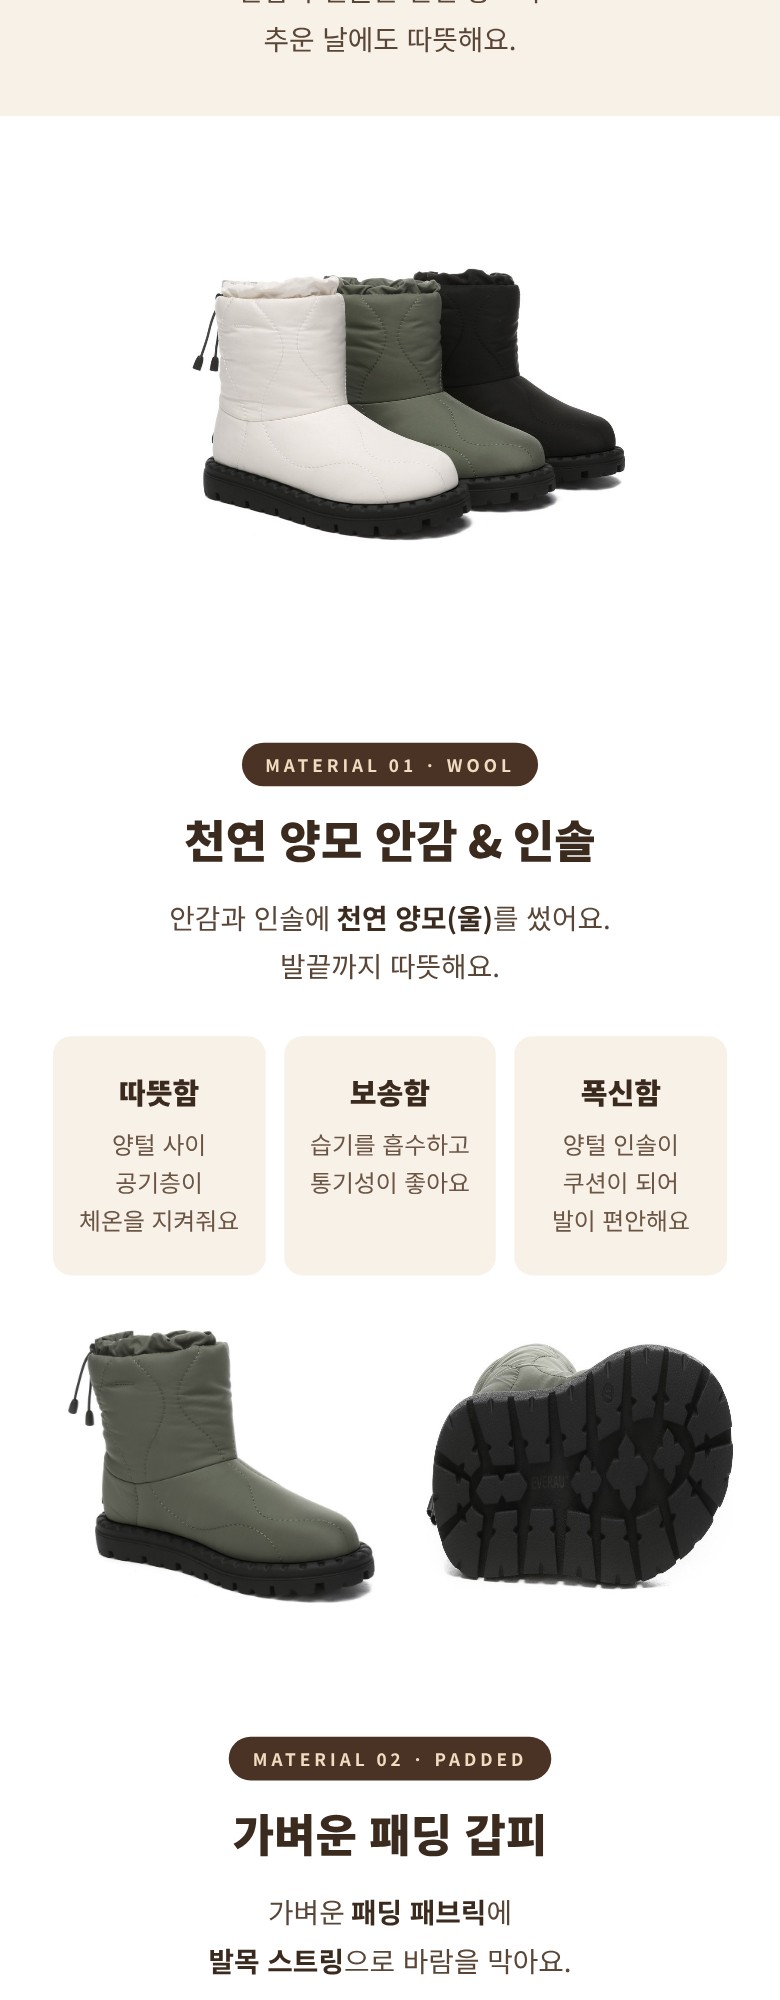 추운 날에도 따뜻해요.
MATERIAL 01 · WOOL
천연 양모 안감 & 인솔
안감과 인솔에 천연 양모(울)를 썼어요.
발끝까지 따뜻해요.
따뜻함
양털 사이
공기층이
체온을 지켜줘요
보송함
습기를 흡수하고
통기성이 좋아요
폭신함
양털 인솔이
쿠션이 되어
발이 편안해요
MATERIAL 02 · PADDED
가벼운 패딩 갑피
가벼운 패딩 패브릭에
발목 스트링으로 바람을 막아요.